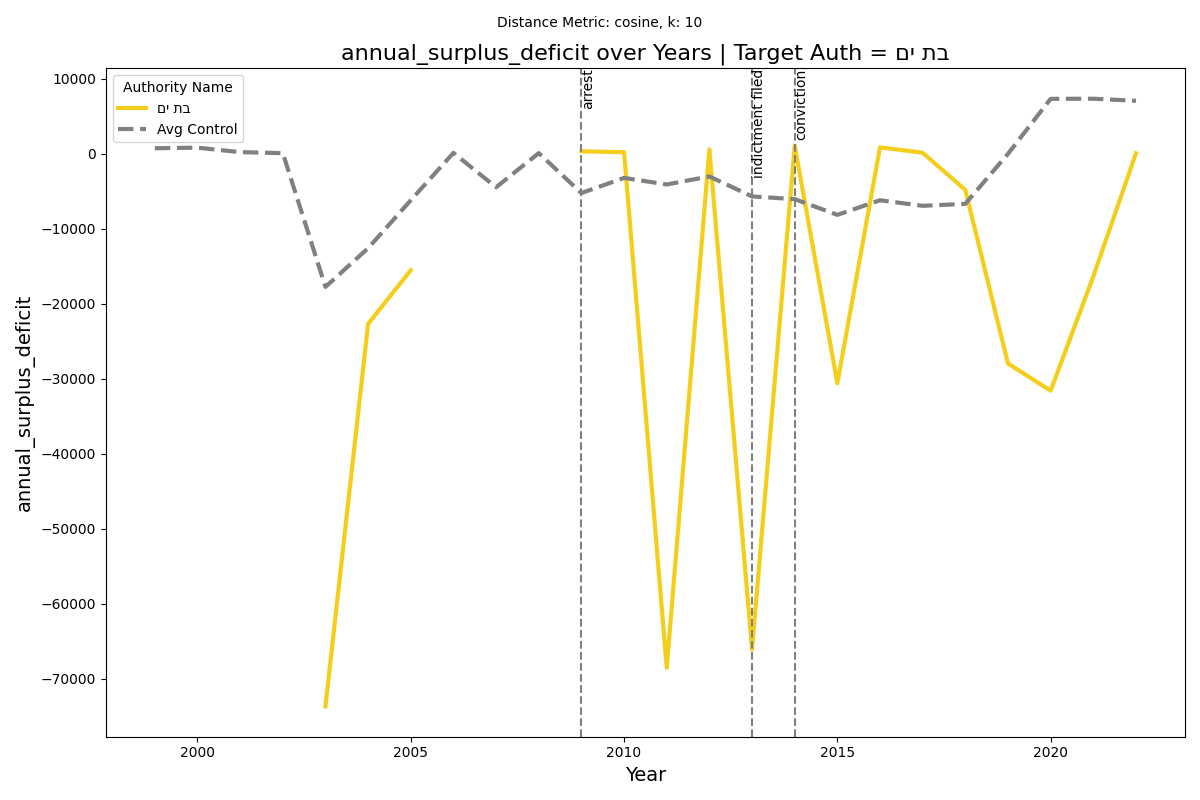 Distance Metric: cosine, k: 10
annual_surplus_deficit over Years | Target Auth = בת ים
Authority Name
בת ים
Avg Control
arrest
indictment filed
conviction
10000
0
−10000
−20000
−30000
−40000
−50000
−60000
−70000
annual_surplus_deficit
2000
2005
2010
2015
2020
Year